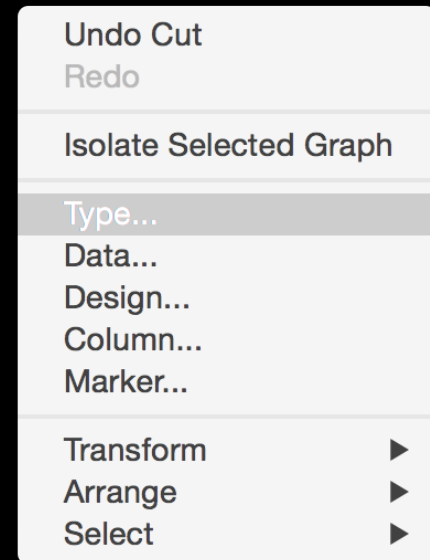 Undo Cut
Redo
Isolate Selected Graph
Type...
Data...
Design...
Column...
Marker...
Transform
Arrange
Select